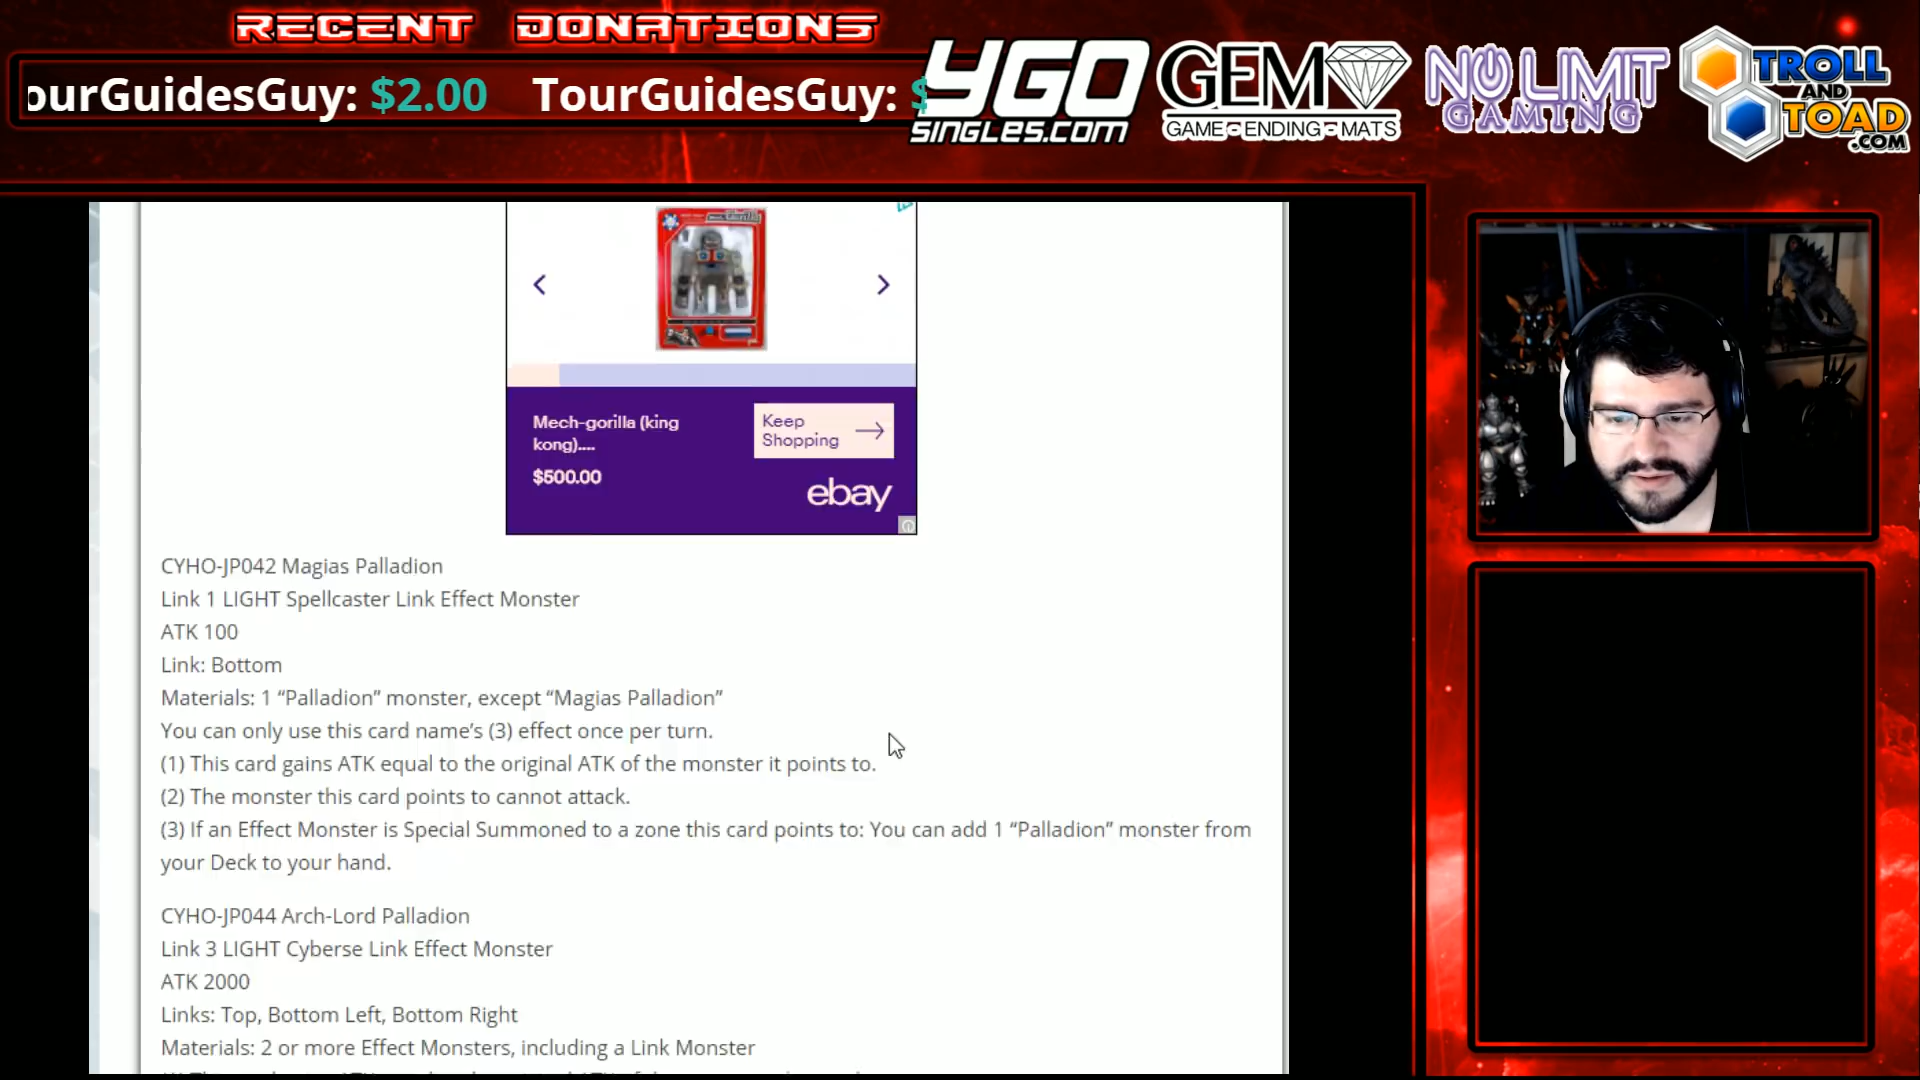 RECENT DONATIONS
ourGuidesGuy: $2.00 TourGuidesGuy: $
YGO
SINGLES.COM
GEM
GAME-ENDING-MATS
NO LIMIT
GAMING
TROLL
AND
TOAD
.COM
Mech-gorilla (king
kong)....
$500.00
Keep
Shopping
ebay
CYHO-JP042 Magias Palladion
Link 1 LIGHT Spellcaster Link Effect Monster
ATK 100
Link: Bottom
Materials: 1 “Palladion” monster, except “Magias Palladion”
You can only use this card name’s (3) effect once per turn.
(1) This card gains ATK equal to the original ATK of the monster it points to.
(2) The monster this card points to cannot attack.
(3) If an Effect Monster is Special Summoned to a zone this card points to: You can add 1 “Palladion” monster from
your Deck to your hand.
CYHO-JP044 Arch-Lord Palladion
Link 3 LIGHT Cyberse Link Effect Monster
ATK 2000
Links: Top, Bottom Left, Bottom Right
Materials: 2 or more Effect Monsters, including a Link Monster